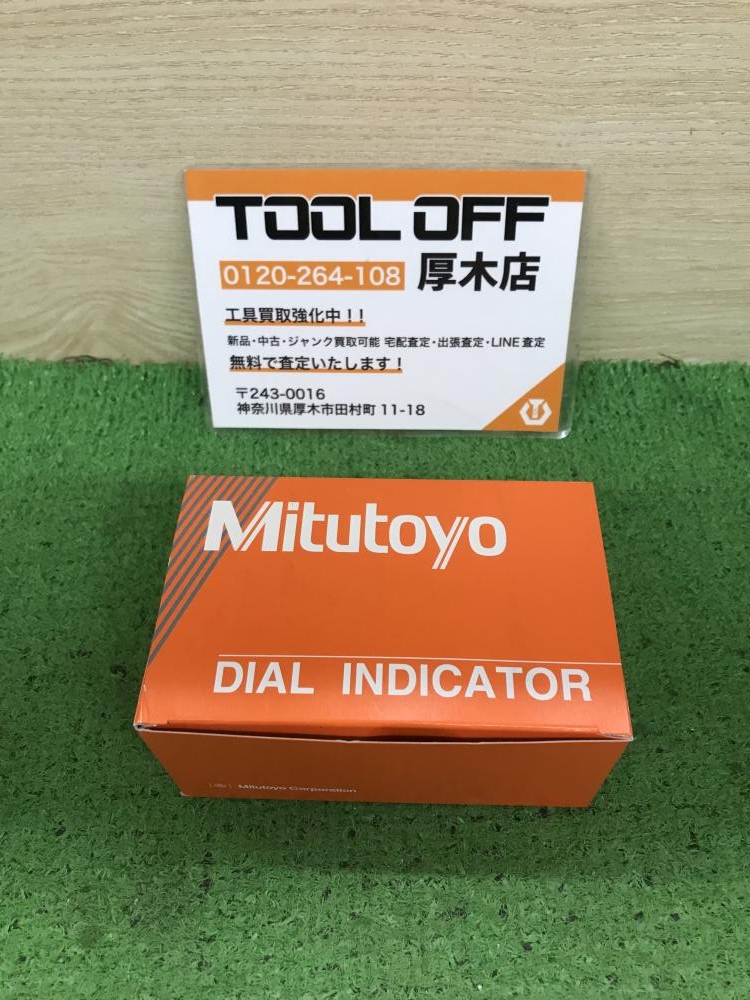 TOOL OFF
0120-264-108 厚木店
工具買取強化中！！
新品・中古・ジャンク買取可能 宅配査定・出張査定・LINE査定
無料で査定いたします！
〒243-0016
神奈川県厚木市田村町 11-18
Mitutoyo
DIAL INDICATOR
Mitutoyo Corporation